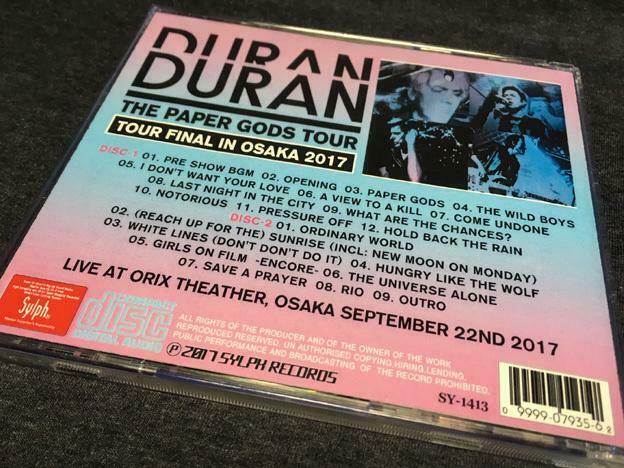 DURAN
DURAN
THE PAPER GODS TOUR
TOUR FINAL IN OSAKA 2017
DISC-1 01. PRE SHOW BGM 02. OPENING 03. PAPER GODS 04. THE WILD BOYS
05. I DON'T WANT YOUR LOVE 06. A VIEW TO A KILL 07. COME UNDONE
08. LAST NIGHT IN THE CITY 09. WHAT ARE THE CHANCES?
10. NOTORIOUS 11. PRESSURE OFF 12. HOLD BACK THE RAIN
DISC-2 01. ORDINARY WORLD
02. (REACH UP FOR THE) SUNRISE (INCL: NEW MOON ON MONDAY)
03. WHITE LINES (DON'T DON'T DO IT) 04. HUNGRY LIKE THE WOLF
05. GIRLS ON FILM -ENCORE- 06. THE UNIVERSE ALONE
07. SAVE A PRAYER 08. RIO 09. OUTRO
LIVE AT ORIX THEATHER, OSAKA SEPTEMBER 22ND 2017
Sylph
COMPACT
disc
DIGITAL AUDIO
ALL RIGHTS OF THE PRODUCER AND OF THE OWNER OF THE WORK
REPRODUCED RESERVED. UN AUTHORISED COPYING,HIRING,LENDING,
PUBLIC PERFORMANCE AND BROADCASTING OF THE RECORD PROHIBITED.
℗2017 SYLPH RECORDS
SY-1413
0 9999-07935-6 2